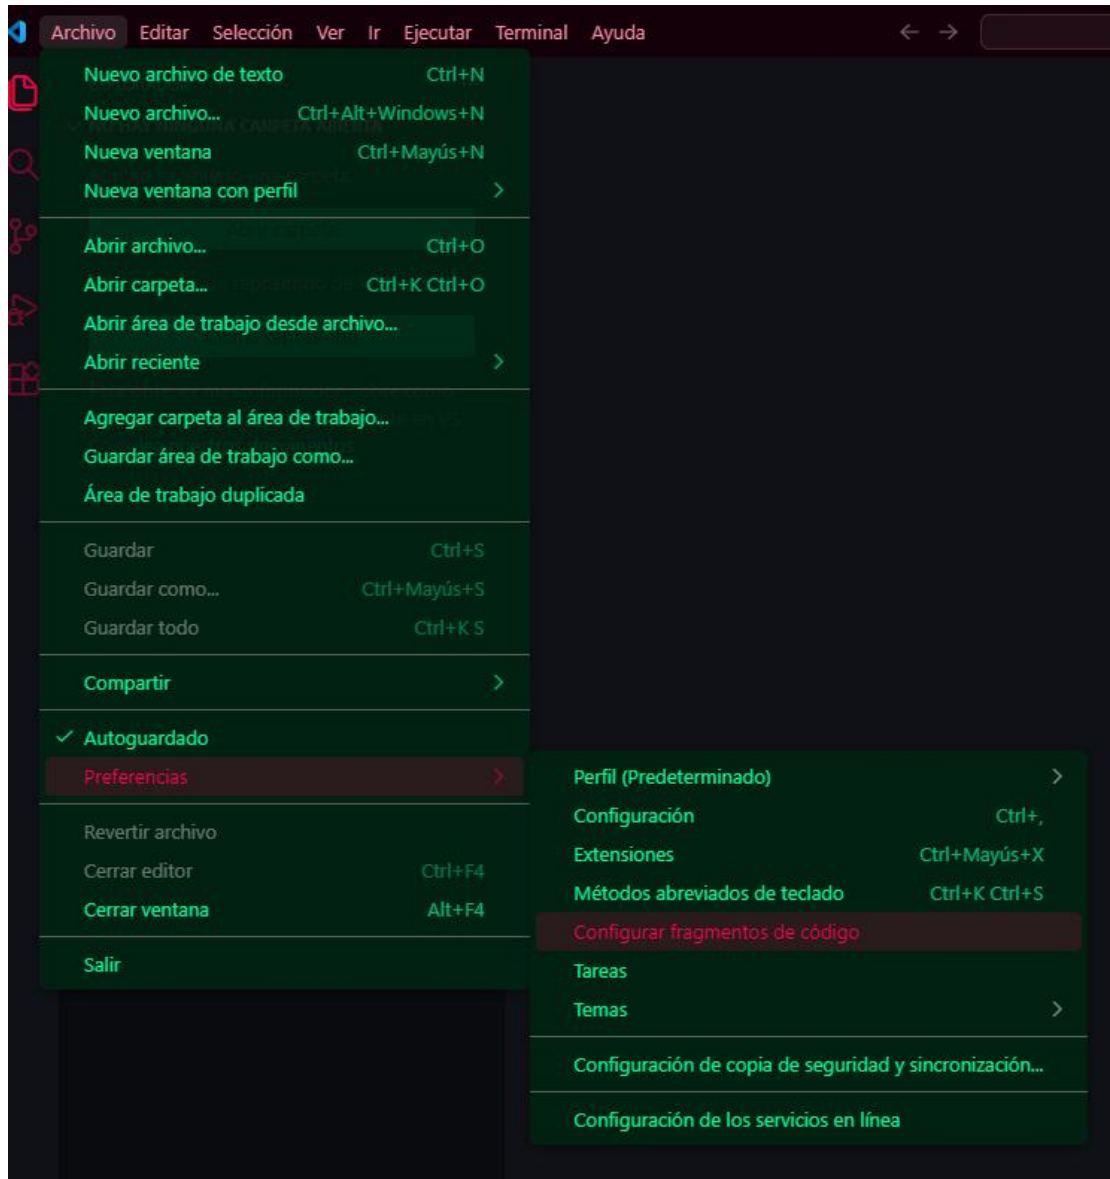 Archivo Editar Selección Ver Ir Ejecutar Terminal Ayuda
Nuevo archivo de texto Ctrl+N
Nuevo archivo... Ctrl+Alt+Windows+N
NO HAY NINGUNA CARPETA ABIERTA
Nueva ventana Ctrl+Mayús+N
Nueva ventana con perfil
Abrir archivo... Ctrl+O
Abrir carpeta... Ctrl+K Ctrl+O
Abrir área de trabajo desde archivo...
Abrir reciente
Agregar carpeta al área de trabajo...
Guardar área de trabajo como...
Área de trabajo duplicada
Guardar Ctrl+S
Guardar como... Ctrl+Mayús+S
Guardar todo Ctrl+K S
Compartir
Autoguardado
Preferencias
Revertir archivo
Cerrar editor Ctrl+F4
Cerrar ventana Alt+F4
Salir
Perfil (Predeterminado)
Configuración Ctrl+,
Extensiones Ctrl+Mayús+X
Métodos abreviados de teclado Ctrl+K Ctrl+S
Configurar fragmentos de código
Tareas
Temas
Configuración de copia de seguridad y sincronización...
Configuración de los servicios en línea